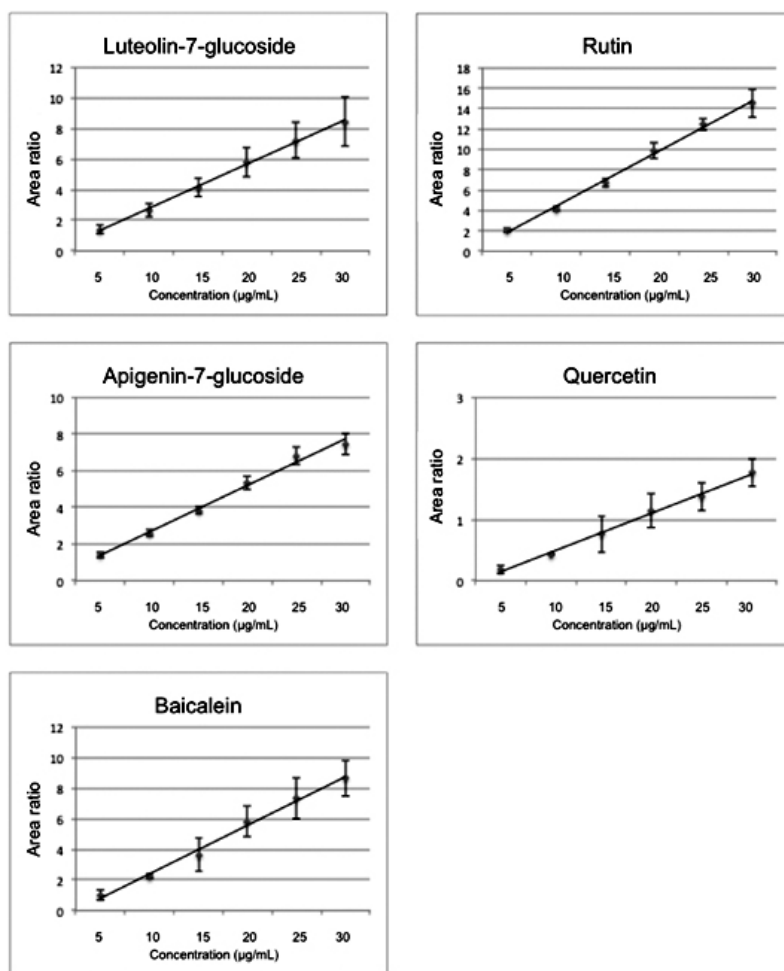 Luteolin-7-glucoside
Area ratio
12
10
8
6
4
2
0
5 10 15 20 25 30
Concentration (µg/mL)
Rutin
Area ratio
18
16
14
12
10
8
6
4
2
0
5 10 15 20 25 30
Concentration (µg/mL)
Apigenin-7-glucoside
Area ratio
10
8
6
4
2
0
5 10 15 20 25 30
Concentration (µg/mL)
Quercetin
Area ratio
3
2
1
0
5 10 15 20 25 30
Concentration (µg/mL)
Baicalein
Area ratio
12
10
8
6
4
2
0
5 10 15 20 25 30
Concentration (µg/mL)